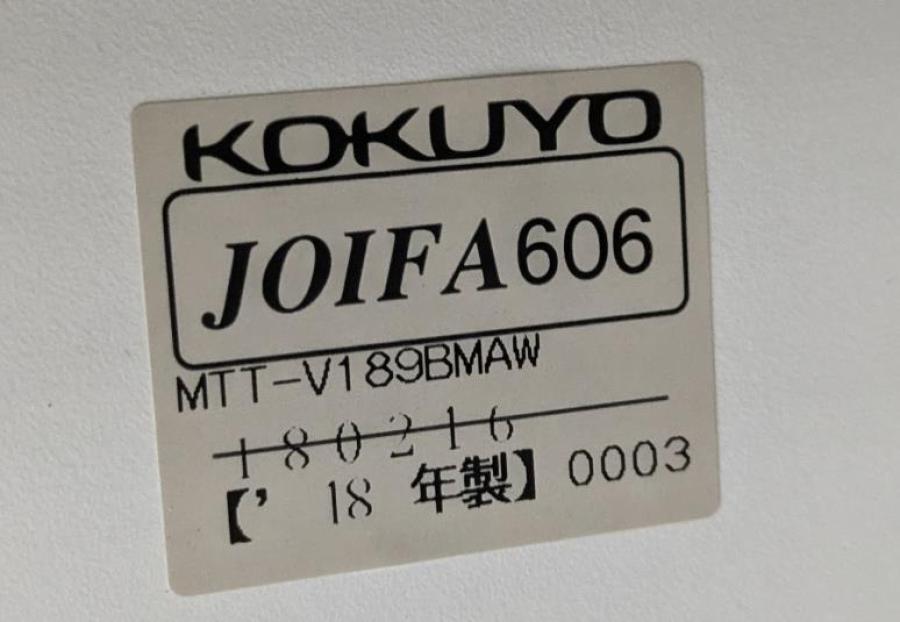 KOKUYO
JOIFA606
MTT-V189BMAW
180216
【'18 年製】 0003